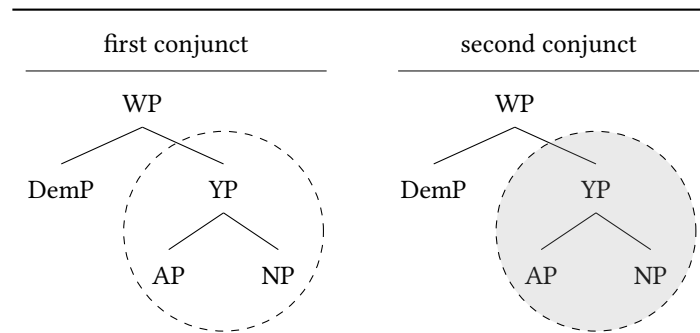 first conjunct second conjunct
WP WP
DemP YP DemP YP
AP NP AP NP